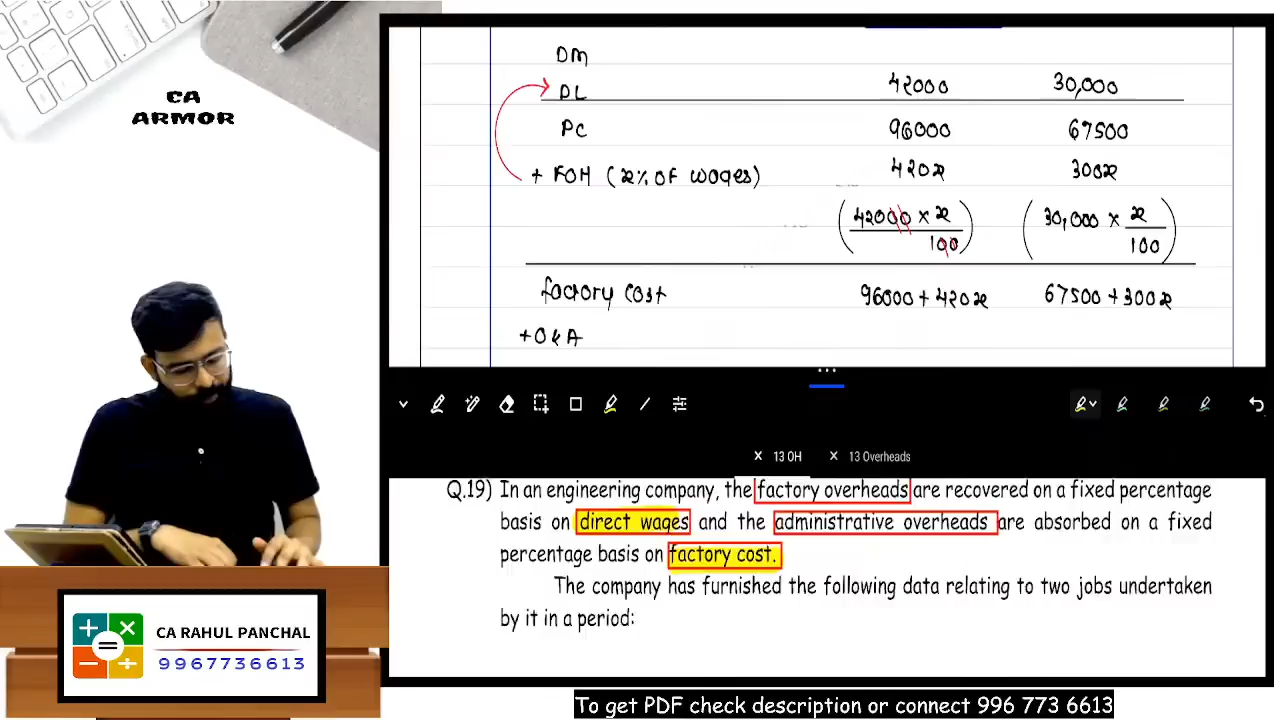 CA
ARMOR
DM
DL 42000 30,000
PC 96000 67500
+ FOH (x% OF wages) 420x 300x
(42000 × x / 100) (30,000 × x / 100)
factory cost 96000 + 420x 67500 + 300x
+ O&A
× 13 OH × 13 Overheads
Q.19) In an engineering company, the factory overheads are recovered on a fixed percentage
basis on direct wages and the administrative overheads are absorbed on a fixed
percentage basis on factory cost.
The company has furnished the following data relating to two jobs undertaken
by it in a period:
CA RAHUL PANCHAL
9967736613
To get PDF check description or connect 996 773 6613